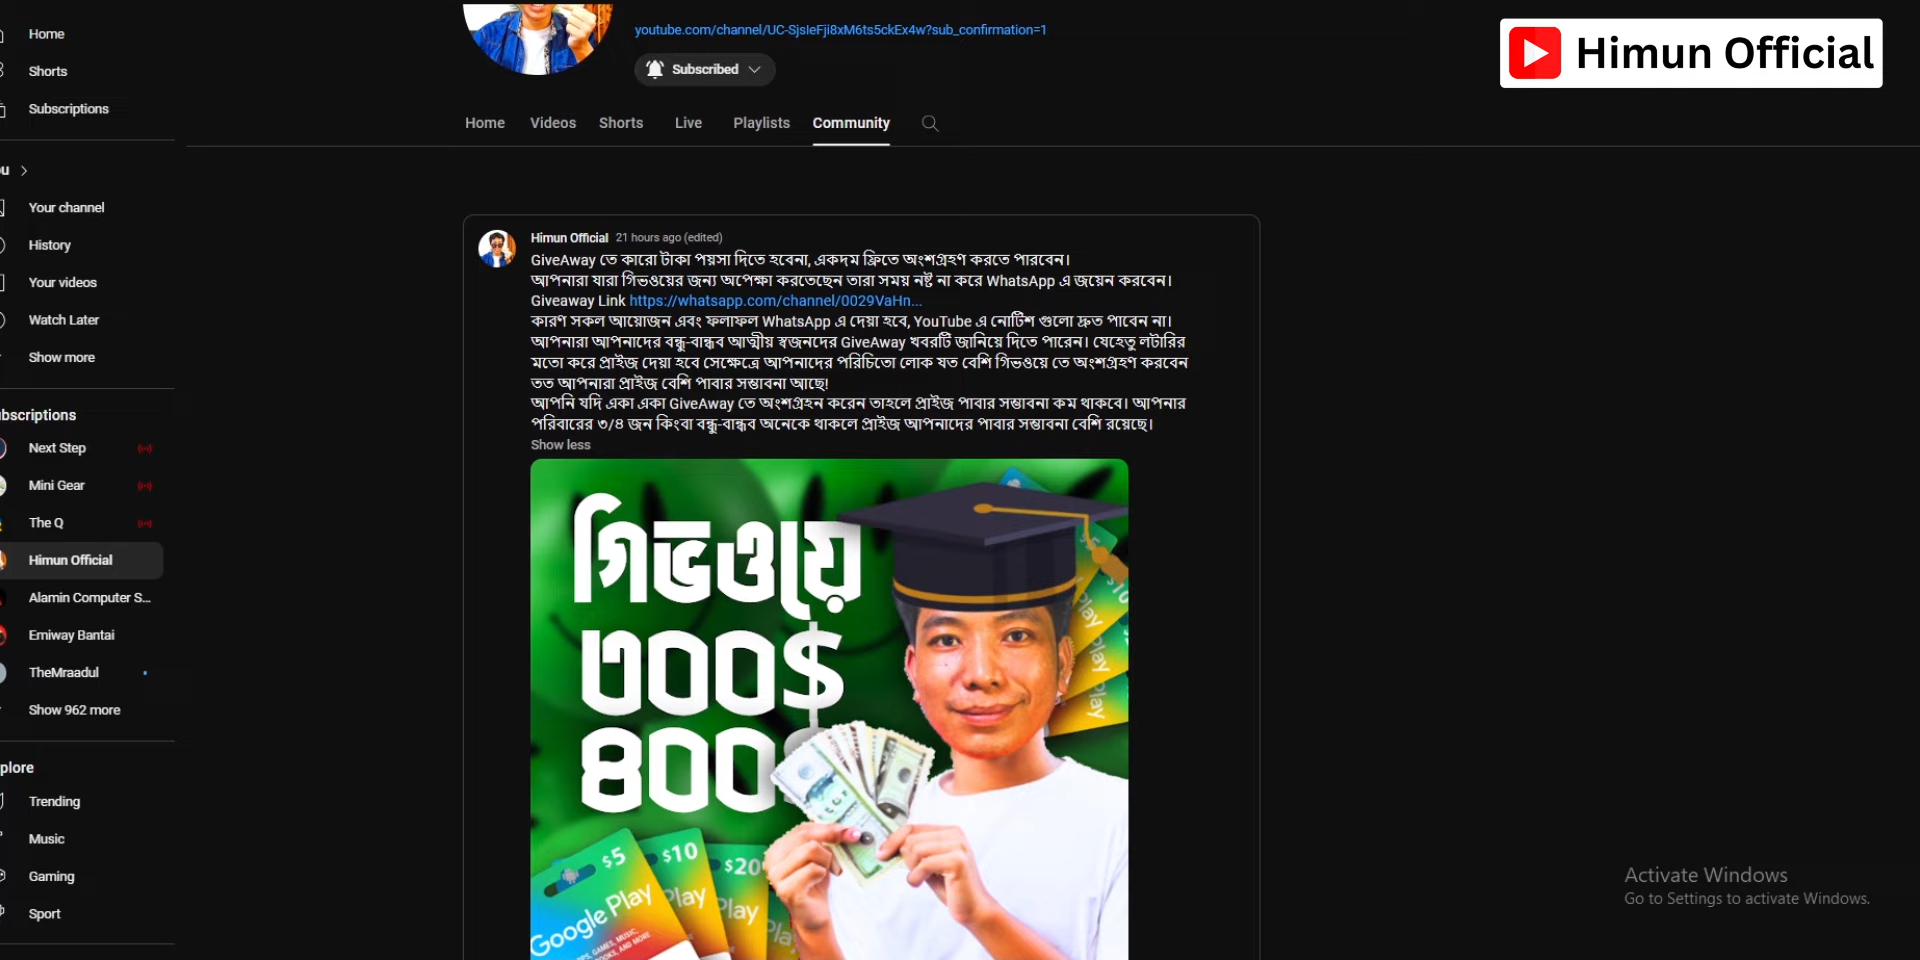 Home
Shorts
Subscriptions
Your channel
History
Your videos
Watch Later
Show more
Next Step
Mini Gear
The Q
Himun Official
Alamin Computer S...
Emiway Bantai
TheMraadul
Show 962 more
Trending
Music
Gaming
Sport
youtube.com/channel/UC-SjsIeFji8xM6ts5ckEx4w?sub_confirmation=1
Subscribed
Home Videos Shorts Live Playlists Community
Himun Official
Himun Official 21 hours ago (edited)
GiveAway তে কারো টাকা পয়সা দিতে হবেনা, একদম ফ্রিতে অংশগ্রহণ করতে পারবেন।
আপনারা যারা গিভওয়ের জন্য অপেক্ষা করতেছেন তারা সময় নষ্ট না করে WhatsApp এ জয়েন করবেন।
Giveaway Link https://whatsapp.com/channel/0029VaHn...
কারণ সকল আয়োজন এবং ফলাফল WhatsApp এ দেয়া হবে, YouTube এ নোটিশ গুলো দ্রুত পাবেন না।
আপনারা আপনাদের বন্ধু-বান্ধব আত্মীয় স্বজনদের GiveAway খবরটি জানিয়ে দিতে পারেন। যেহেতু লটারির
মতো করে প্রাইজ দেয়া হবে সেক্ষেত্রে আপনাদের পরিচিতো লোক যত বেশি গিভওয়ে তে অংশগ্রহণ করবেন
তত আপনারা প্রাইজ বেশি পাবার সম্ভাবনা আছে!
আপনি যদি একা একা GiveAway তে অংশগ্রহন করেন তাহলে প্রাইজ পাবার সম্ভাবনা কম থাকবে। আপনার
পরিবারের ৩/৪ জন কিংবা বন্ধু-বান্ধব অনেকে থাকলে প্রাইজ আপনাদের পাবার সম্ভাবনা বেশি রয়েছে।
Show less
গিভওয়ে
৩০০$
৪০০
$5 $10 $20
Google Play
Activate Windows
Go to Settings to activate Windows.